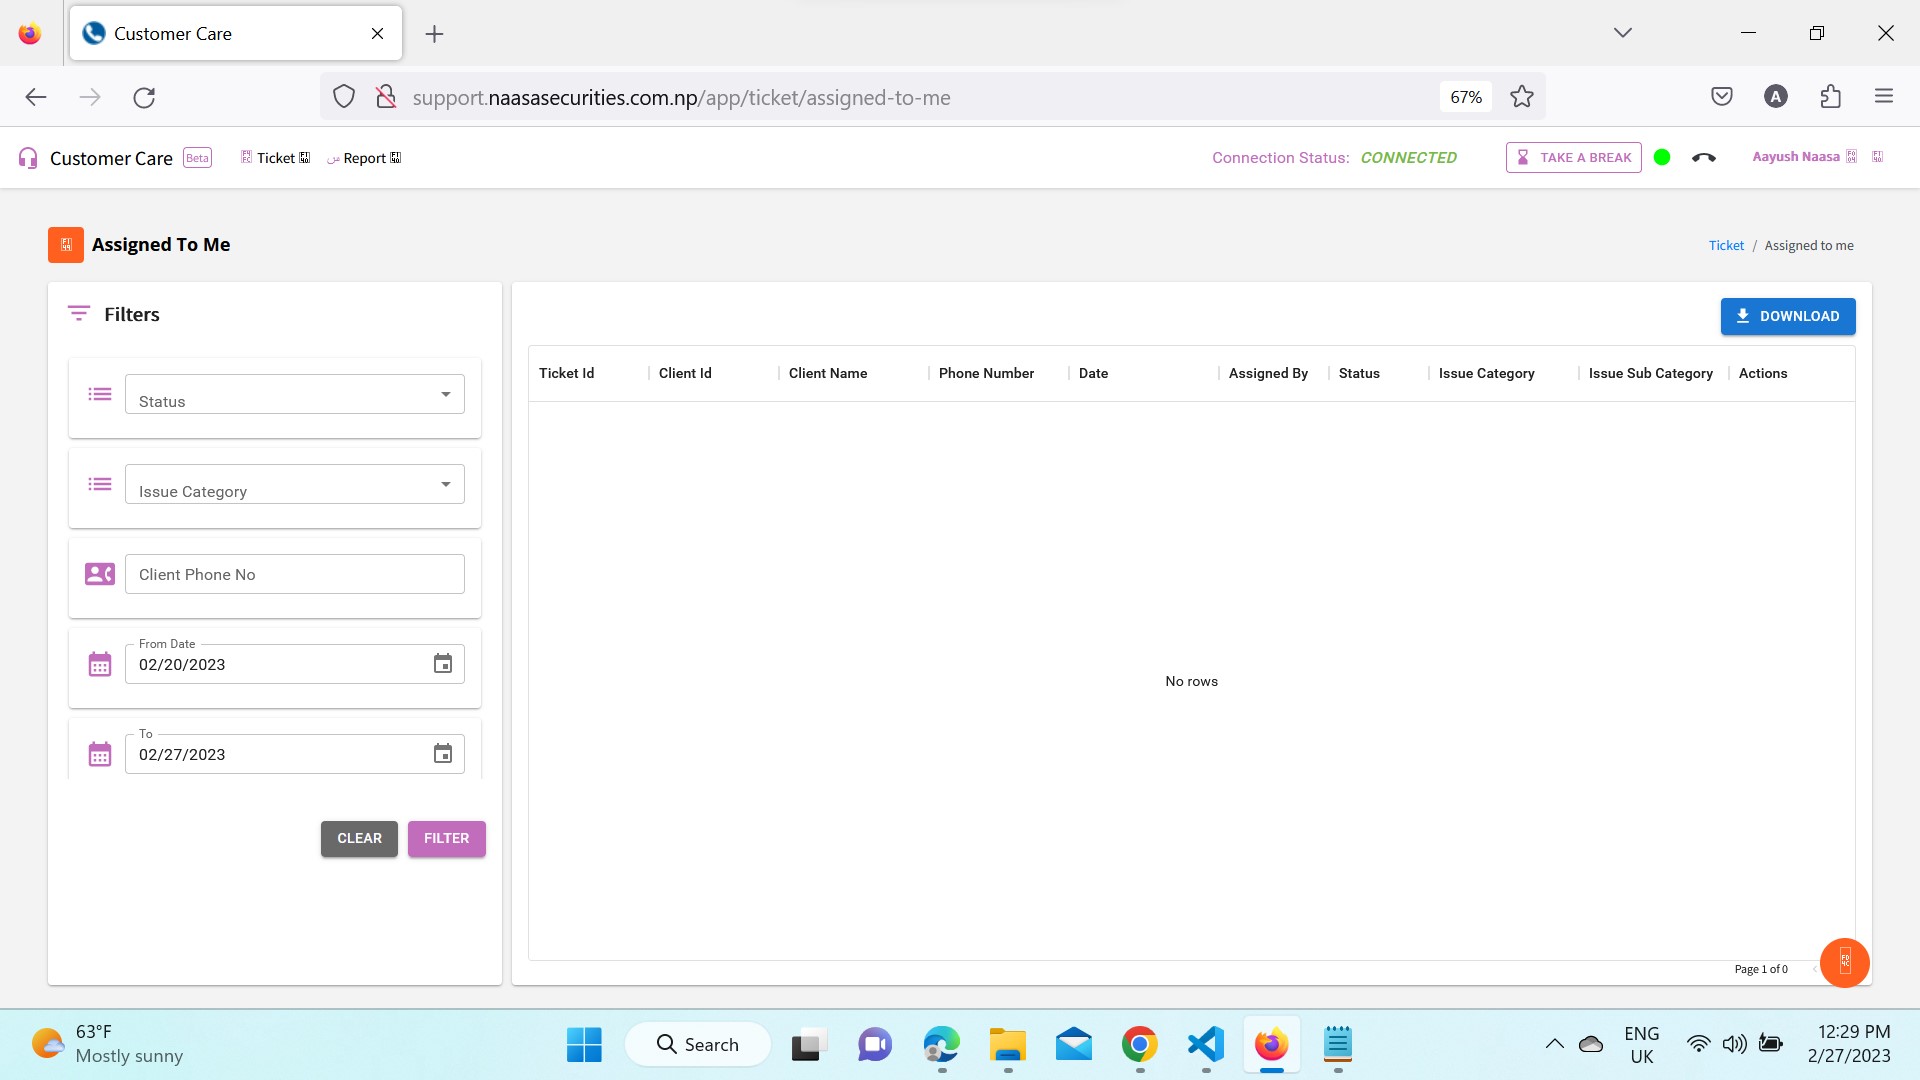 Customer Care
support.naasasecurities.com.np/app/ticket/assigned-to-me
67%
A
Customer Care Beta Ticket Report
Connection Status: CONNECTED
TAKE A BREAK
Aayush Naasa
Assigned To Me
Ticket / Assigned to me
Filters
DOWNLOAD
Ticket Id Client Id Client Name Phone Number Date Assigned By Status Issue Category Issue Sub Category Actions
Status
Issue Category
Client Phone No
From Date
02/20/2023
To
02/27/2023
No rows
CLEAR FILTER
Page 1 of 0
63°F
Mostly sunny
Search
ENG
UK
12:29 PM
2/27/2023